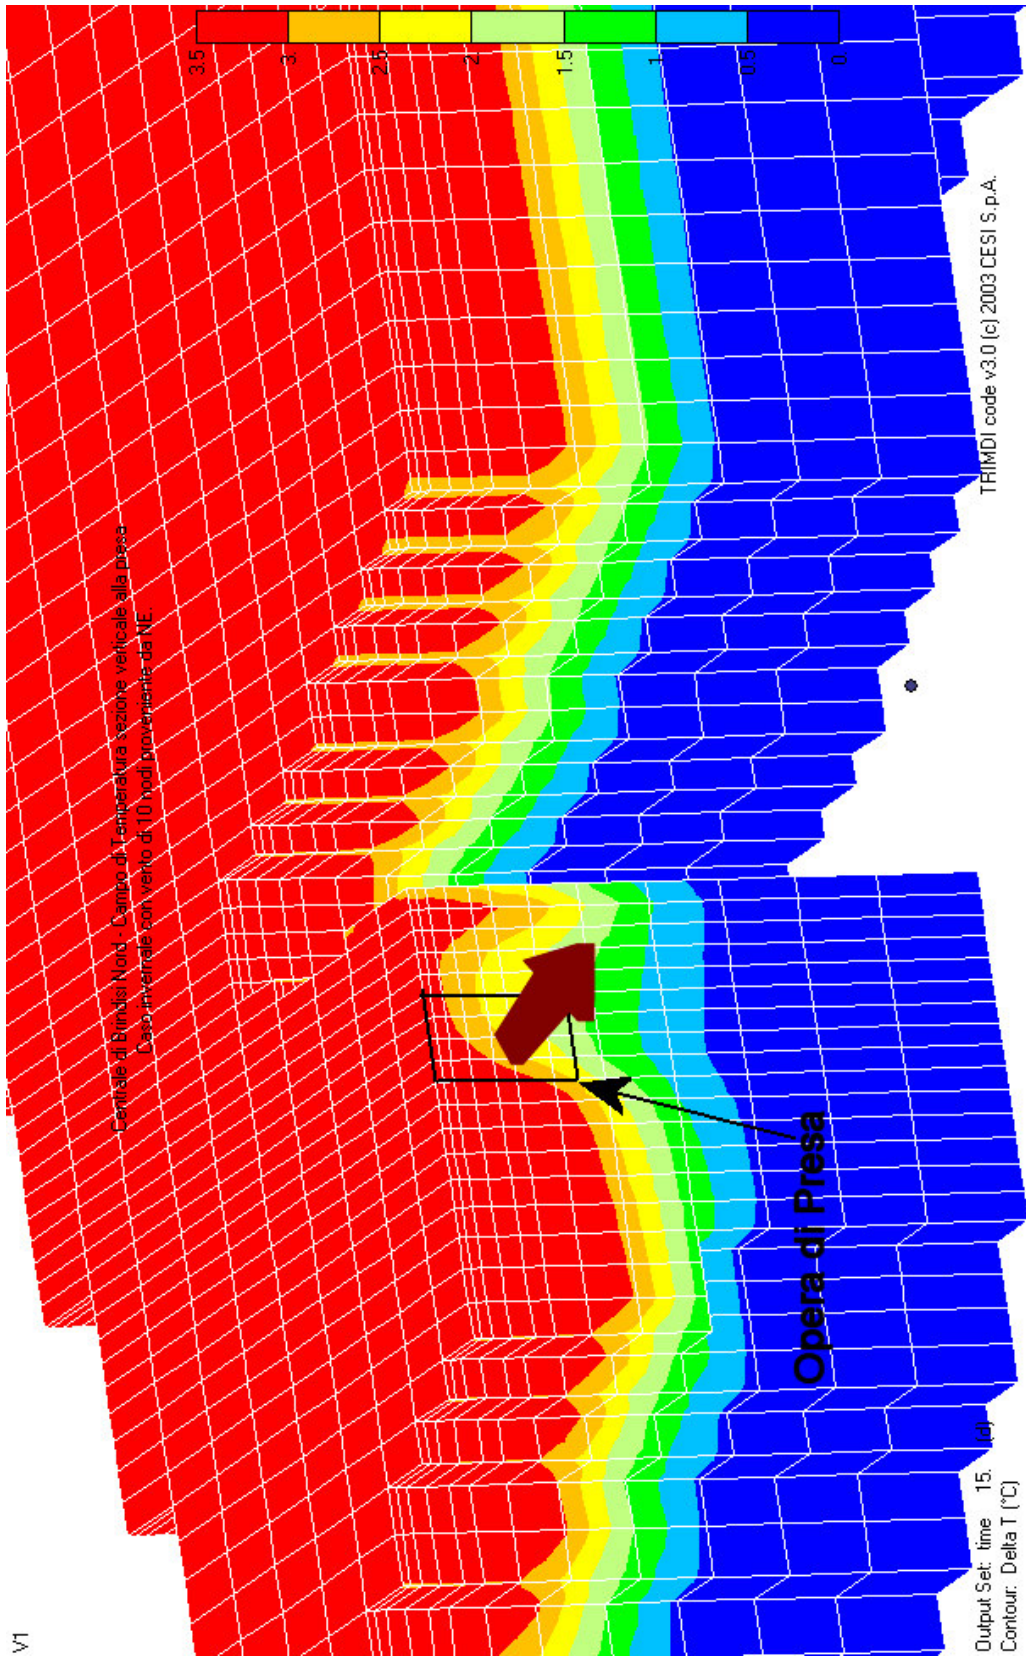 V1
Centrale di Brindisi Nord - Campo di Temperatura sezione verticale alla presa
Caso invernale con vento di 10 nodi proveniente da NE.
3.5
3.
2.5
2.
1.5
1.
0.5
0.
Opera di Presa
Output Set: time 15. (d)
Contour: Delta T (°C)
TRIMDI code v3.0 (c) 2003 CESI S.p.A.